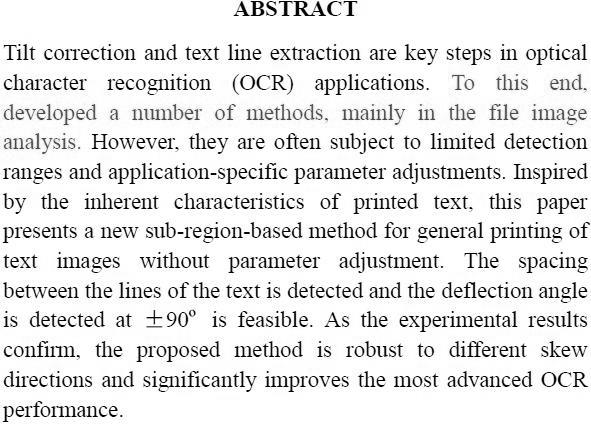 ABSTRACT
Tilt correction and text line extraction are key steps in optical
character recognition (OCR) applications. To this end,
developed a number of methods, mainly in the file image
analysis. However, they are often subject to limited detection
ranges and application-specific parameter adjustments. Inspired
by the inherent characteristics of printed text, this paper
presents a new sub-region-based method for general printing of
text images without parameter adjustment. The spacing
between the lines of the text is detected and the deflection angle
is detected at ±90° is feasible. As the experimental results
confirm, the proposed method is robust to different skew
directions and significantly improves the most advanced OCR
performance.